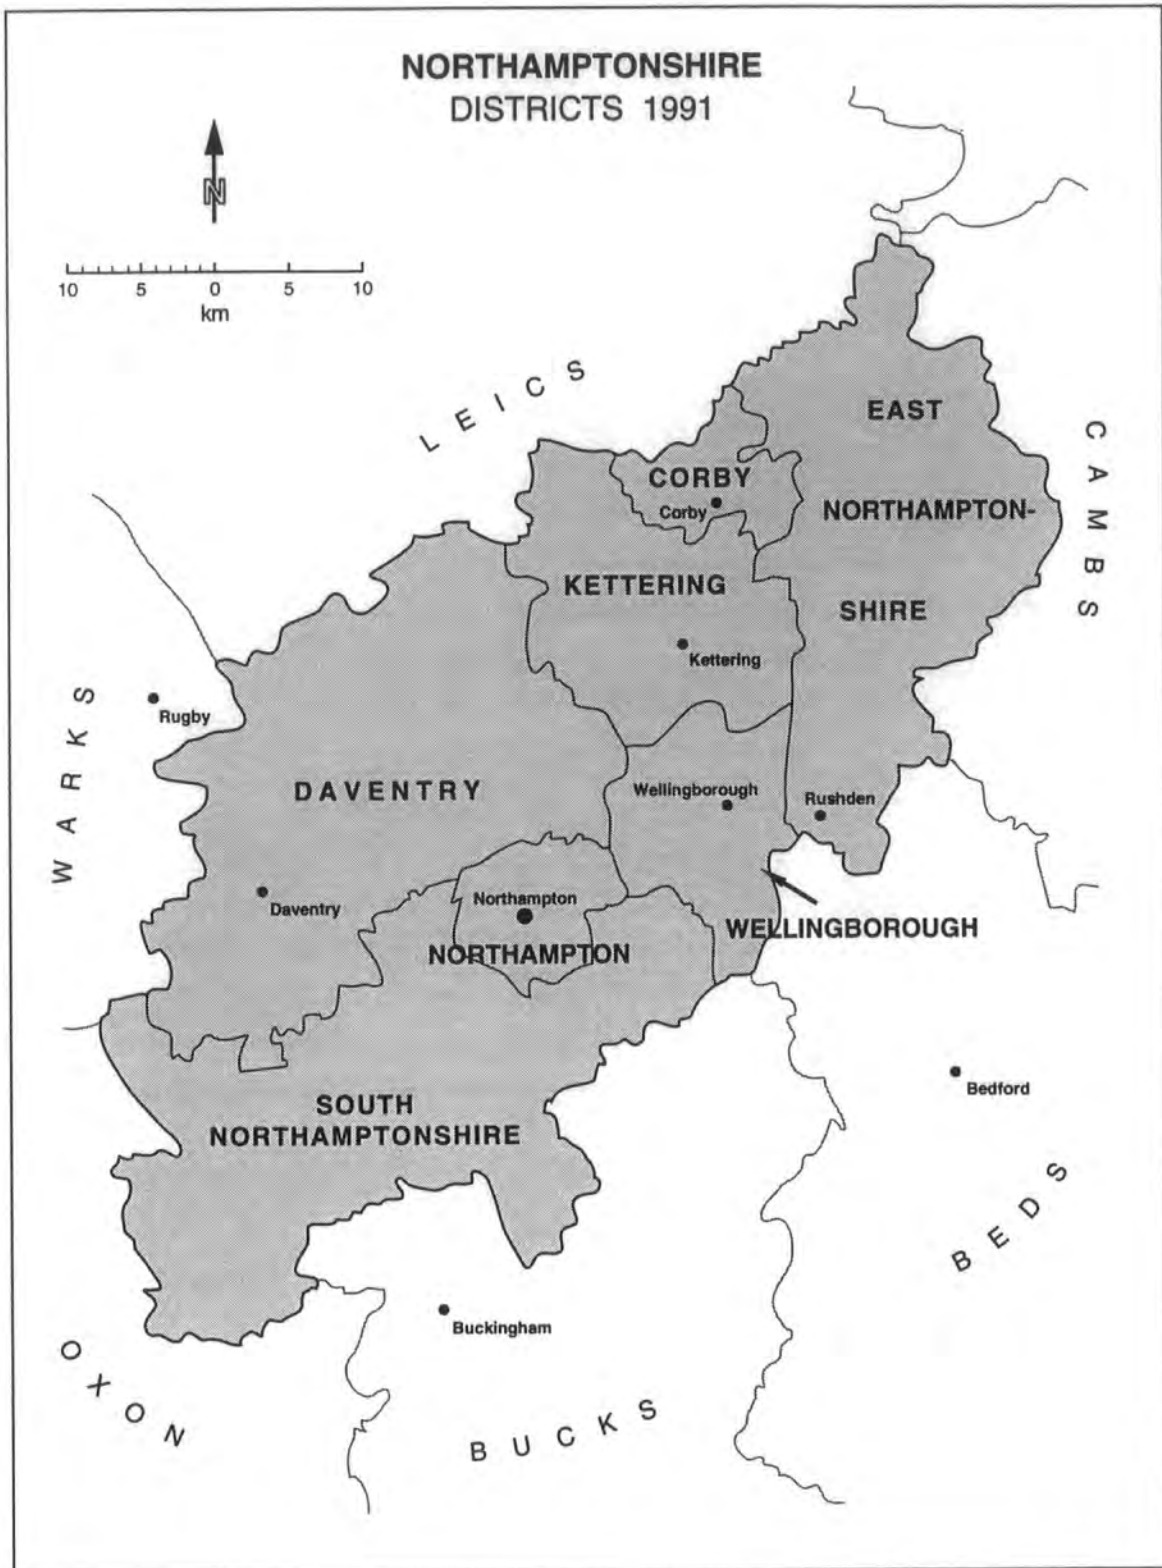 NORTHAMPTONSHIRE
DISTRICTS 1991
N
10 5 0 5 10
km
LEICS
EAST
CAMBS
CORBY
Corby
NORTHAMPTON-
KETTERING
SHIRE
Kettering
WARKS
Rugby
DAVENTRY
Wellingborough
Rushden
Daventry
Northampton
WELLINGBOROUGH
NORTHAMPTON
Bedford
SOUTH
NORTHAMPTONSHIRE
BEDS
Buckingham
OXON
BUCKS